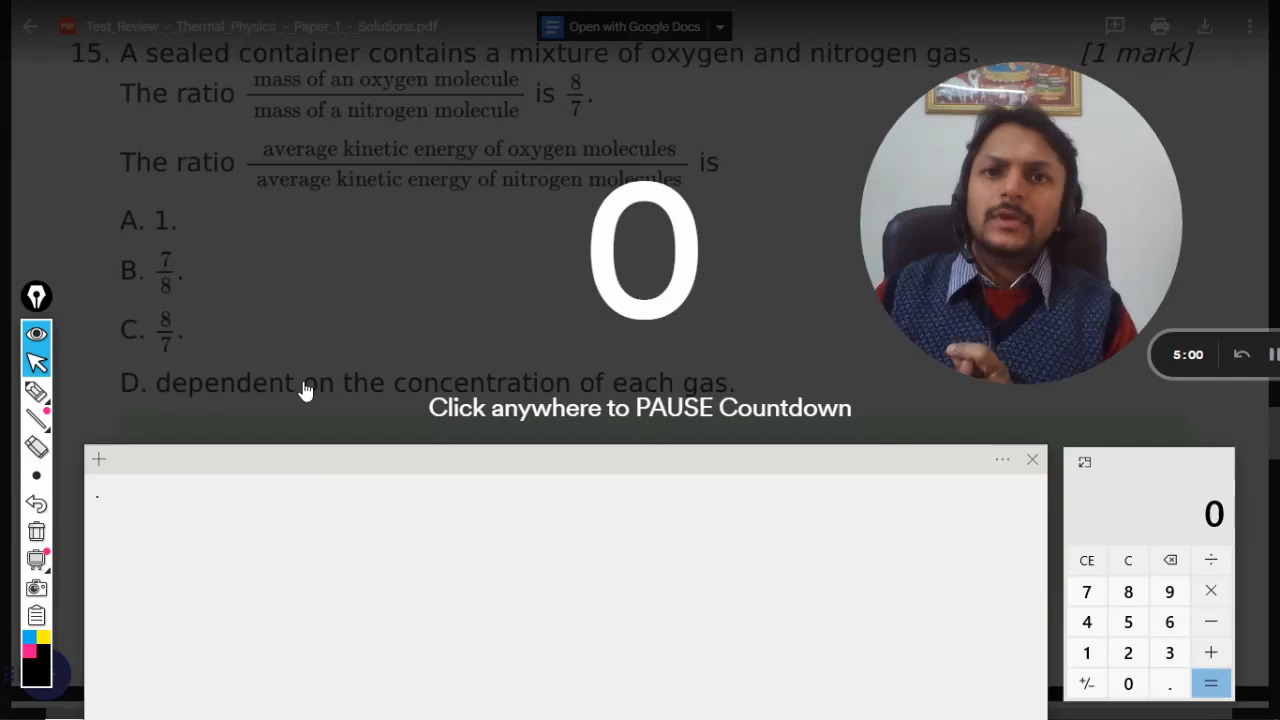 Test_Review - Thermal_Physics - Paper_1 - Solutions.pdf
Open with Google Docs
15. A sealed container contains a mixture of oxygen and nitrogen gas. [1 mark]
The ratio mass of an oxygen molecule / mass of a nitrogen molecule is 8/7.
The ratio average kinetic energy of oxygen molecules / average kinetic energy of nitrogen molecules is
A. 1.
B. 7/8.
C. 8/7.
D. dependent on the concentration of each gas.
0
Click anywhere to PAUSE Countdown
5:00
.
0
CE C ÷
7 8 9 ×
4 5 6 −
1 2 3 +
+/− 0 . =